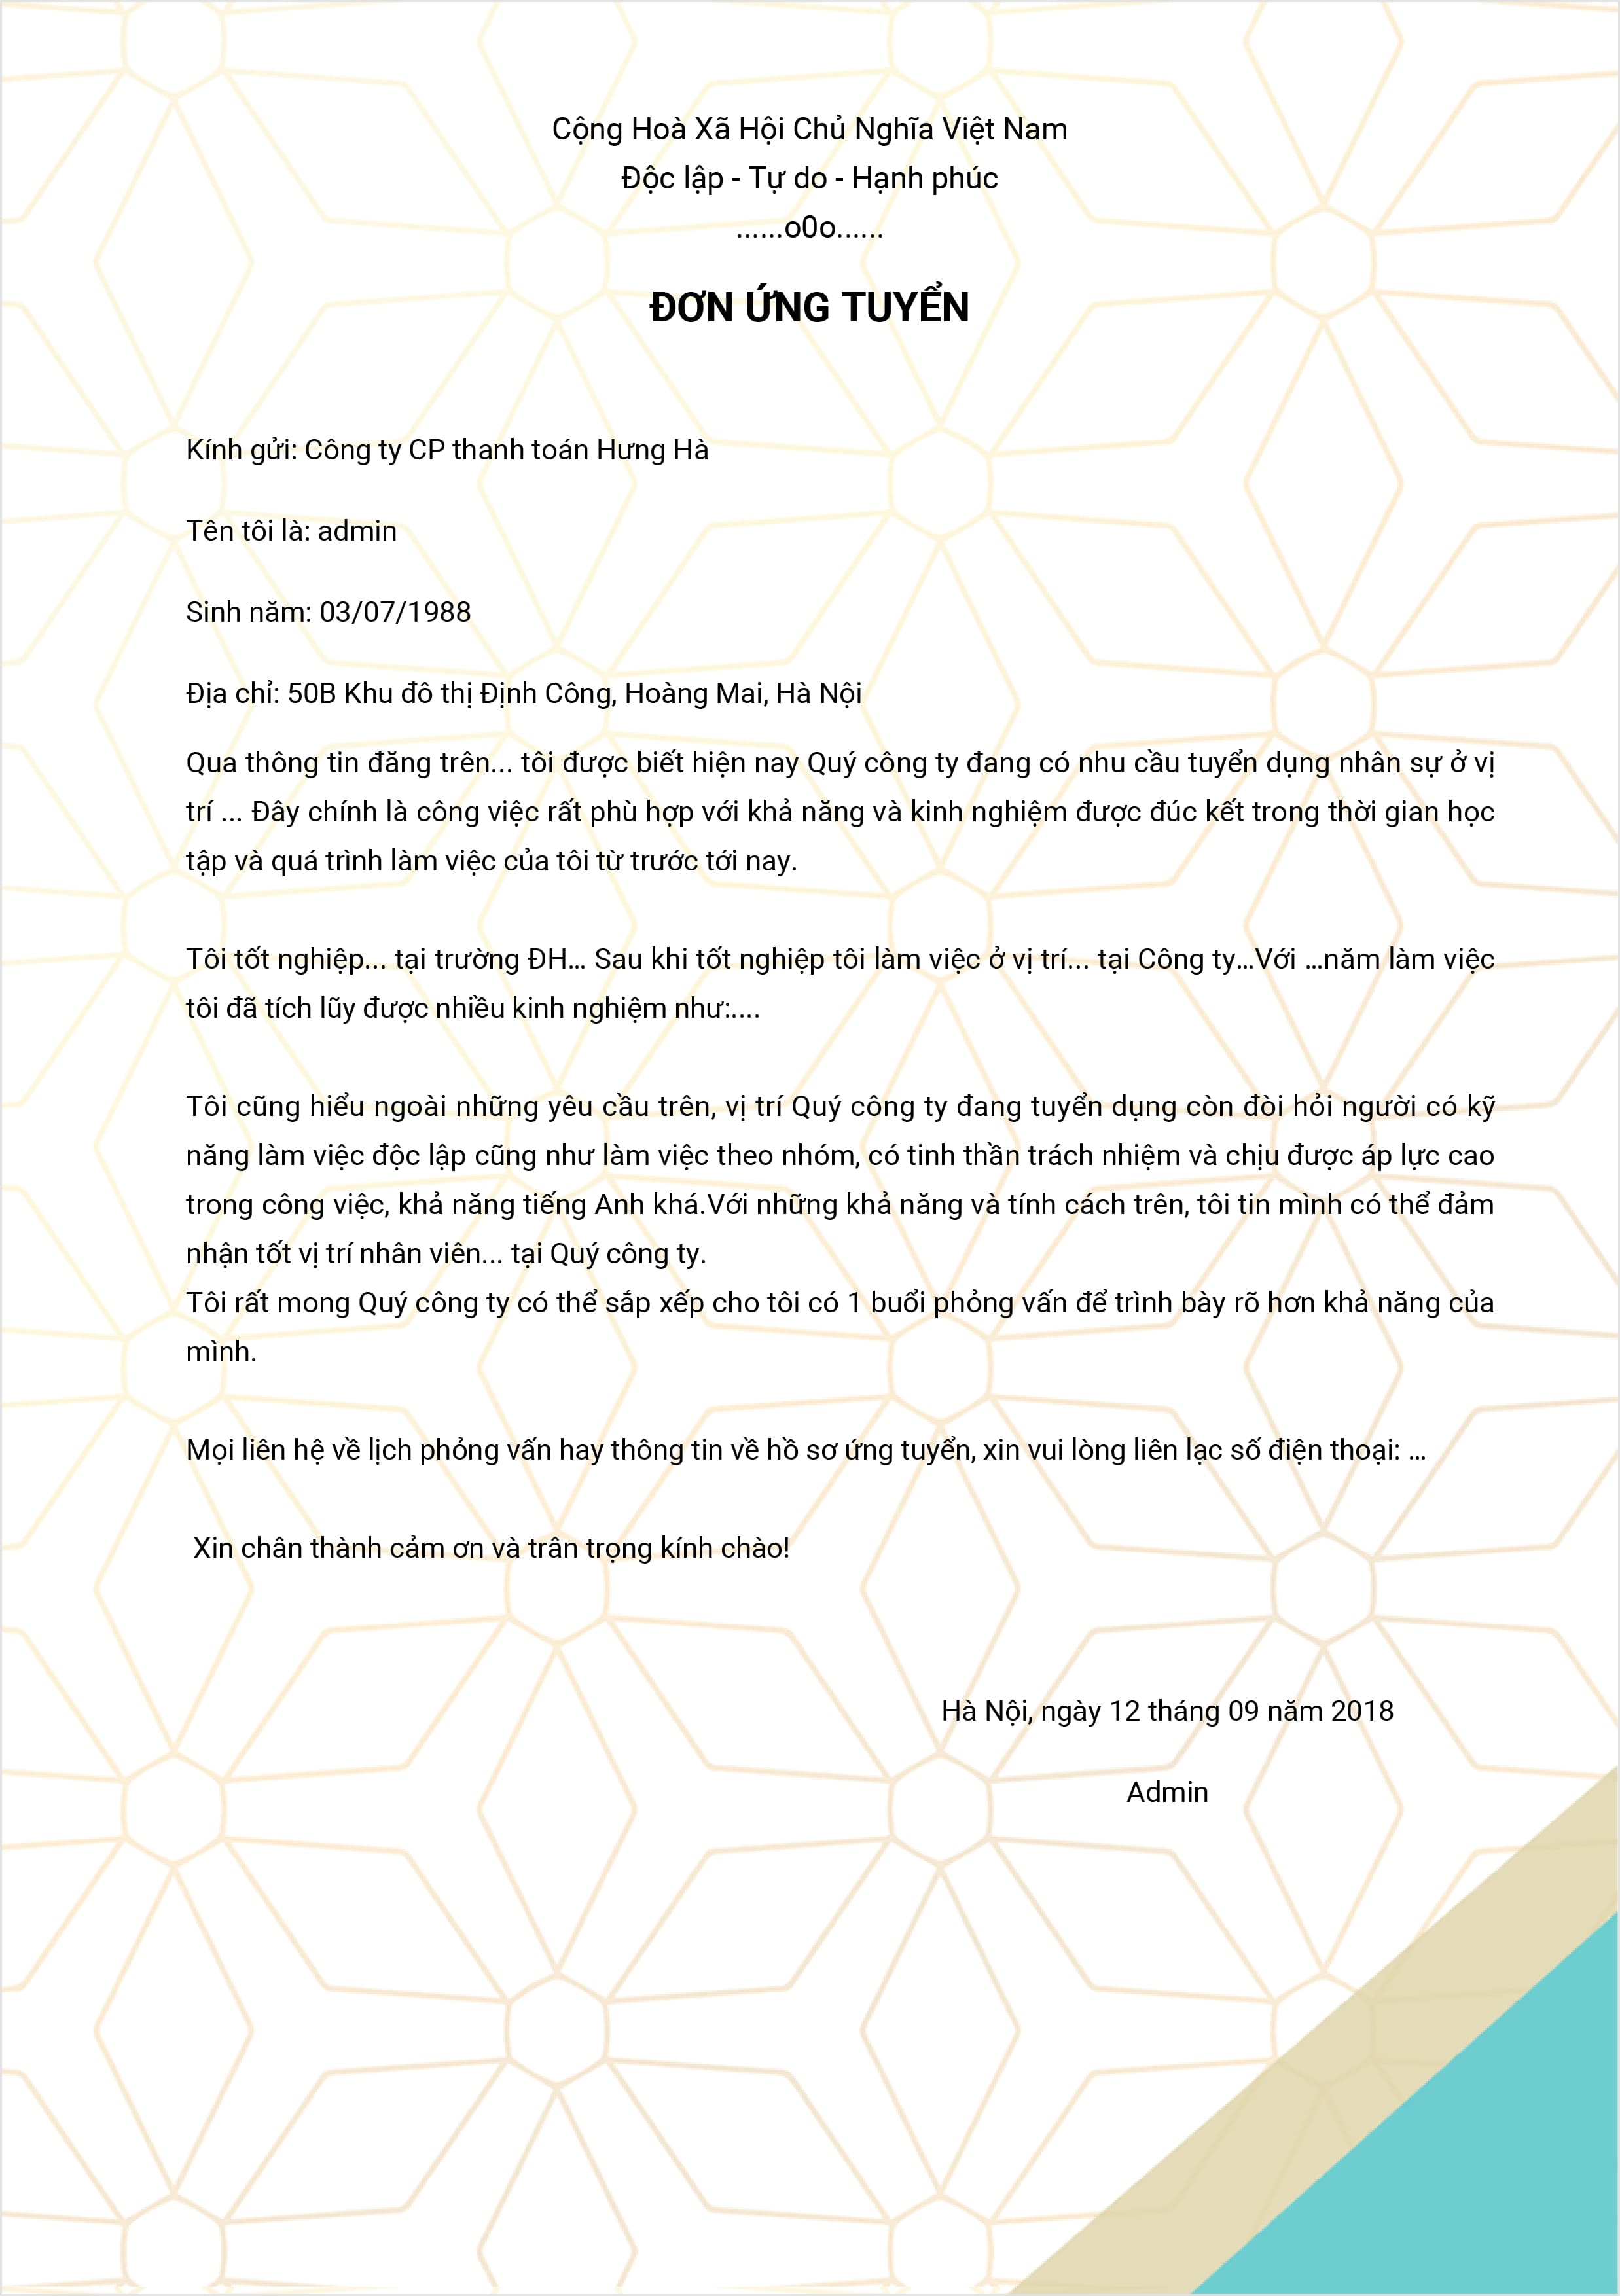 Cộng Hoà Xã Hội Chủ Nghĩa Việt Nam
Độc lập - Tự do - Hạnh phúc
......o0o......
ĐƠN ỨNG TUYỂN
Kính gửi: Công ty CP thanh toán Hưng Hà
Tên tôi là: admin
Sinh năm: 03/07/1988
Địa chỉ: 50B Khu đô thị Định Công, Hoàng Mai, Hà Nội
Qua thông tin đăng trên... tôi được biết hiện nay Quý công ty đang có nhu cầu tuyển dụng nhân sự ở vị
trí ... Đây chính là công việc rất phù hợp với khả năng và kinh nghiệm được đúc kết trong thời gian học
tập và quá trình làm việc của tôi từ trước tới nay.
Tôi tốt nghiệp... tại trường ĐH... Sau khi tốt nghiệp tôi làm việc ở vị trí... tại Công ty...Với ...năm làm việc
tôi đã tích lũy được nhiều kinh nghiệm như:....
Tôi cũng hiểu ngoài những yêu cầu trên, vị trí Quý công ty đang tuyển dụng còn đòi hỏi người có kỹ
năng làm việc độc lập cũng như làm việc theo nhóm, có tinh thần trách nhiệm và chịu được áp lực cao
trong công việc, khả năng tiếng Anh khá.Với những khả năng và tính cách trên, tôi tin mình có thể đảm
nhận tốt vị trí nhân viên... tại Quý công ty.
Tôi rất mong Quý công ty có thể sắp xếp cho tôi có 1 buổi phỏng vấn để trình bày rõ hơn khả năng của
mình.
Mọi liên hệ về lịch phỏng vấn hay thông tin về hồ sơ ứng tuyển, xin vui lòng liên lạc số điện thoại: ...
Xin chân thành cảm ơn và trân trọng kính chào!
Hà Nội, ngày 12 tháng 09 năm 2018
Admin